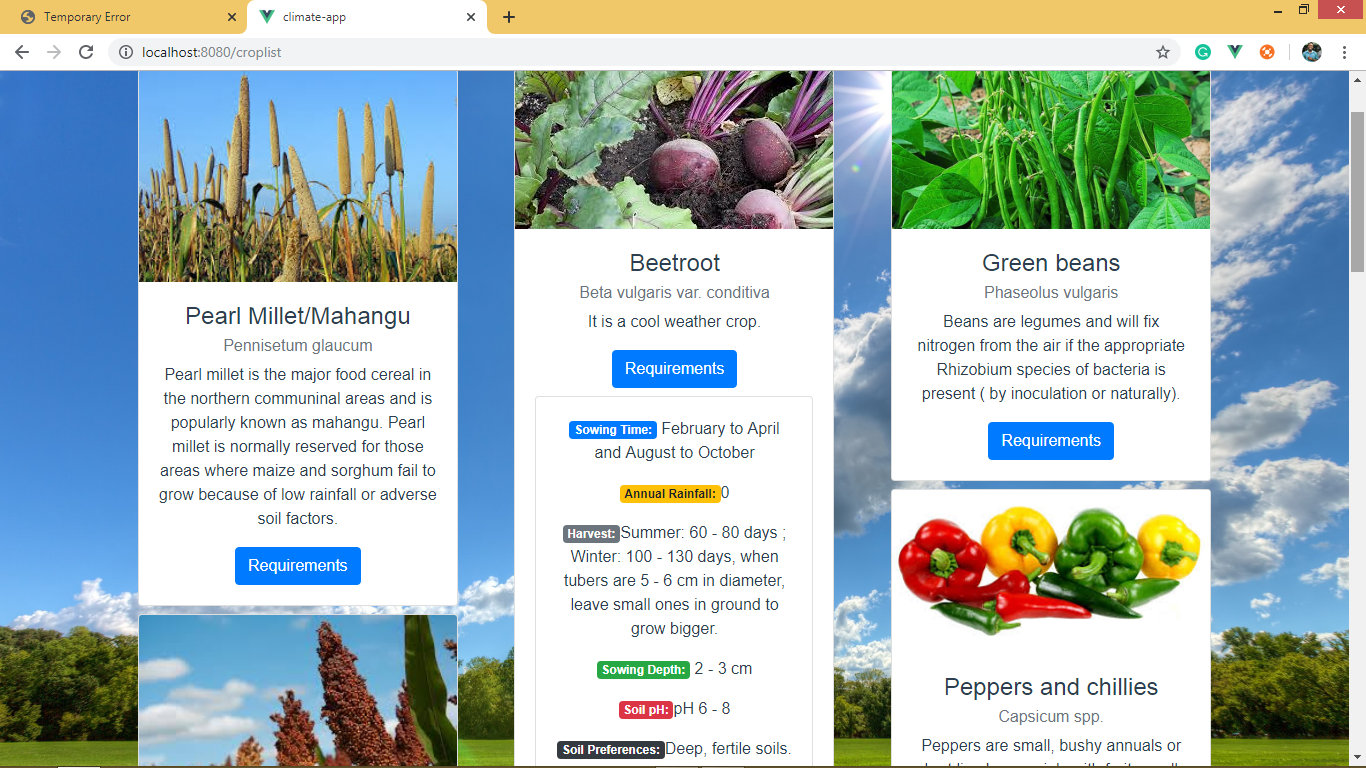 Temporary Error
climate-app
localhost:8080/croplist
Pearl Millet/Mahangu
Pennisetum glaucum
Pearl millet is the major food cereal in
the northern communinal areas and is
popularly known as mahangu. Pearl
millet is normally reserved for those
areas where maize and sorghum fail to
grow because of low rainfall or adverse
soil factors.
Requirements
Beetroot
Beta vulgaris var. conditiva
It is a cool weather crop.
Requirements
Sowing Time: February to April
and August to October
Annual Rainfall: 0
Harvest: Summer: 60 - 80 days ;
Winter: 100 - 130 days, when
tubers are 5 - 6 cm in diameter,
leave small ones in ground to
grow bigger.
Sowing Depth: 2 - 3 cm
Soil pH: pH 6 - 8
Soil Preferences: Deep, fertile soils.
Green beans
Phaseolus vulgaris
Beans are legumes and will fix
nitrogen from the air if the appropriate
Rhizobium species of bacteria is
present ( by inoculation or naturally).
Requirements
Peppers and chillies
Capsicum spp.
Peppers are small, bushy annuals or